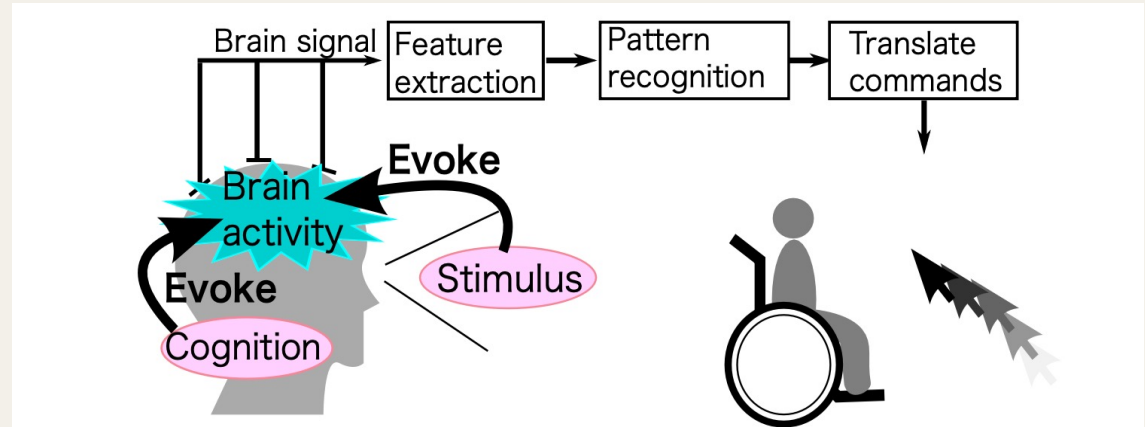 Brain signal
Feature
extraction
Pattern
recognition
Translate
commands
Evoke
Brain
activity
Stimulus
Evoke
Cognition